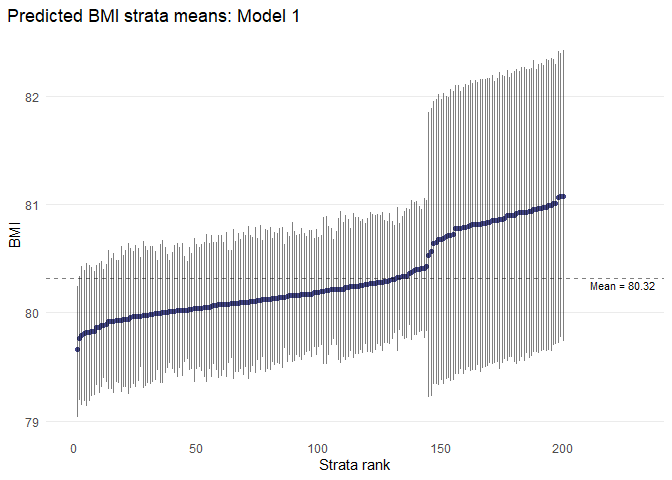 Predicted BMI strata means: Model 1
82
81
80
79
BMI
Mean = 80.32
0 50 100 150 200
Strata rank